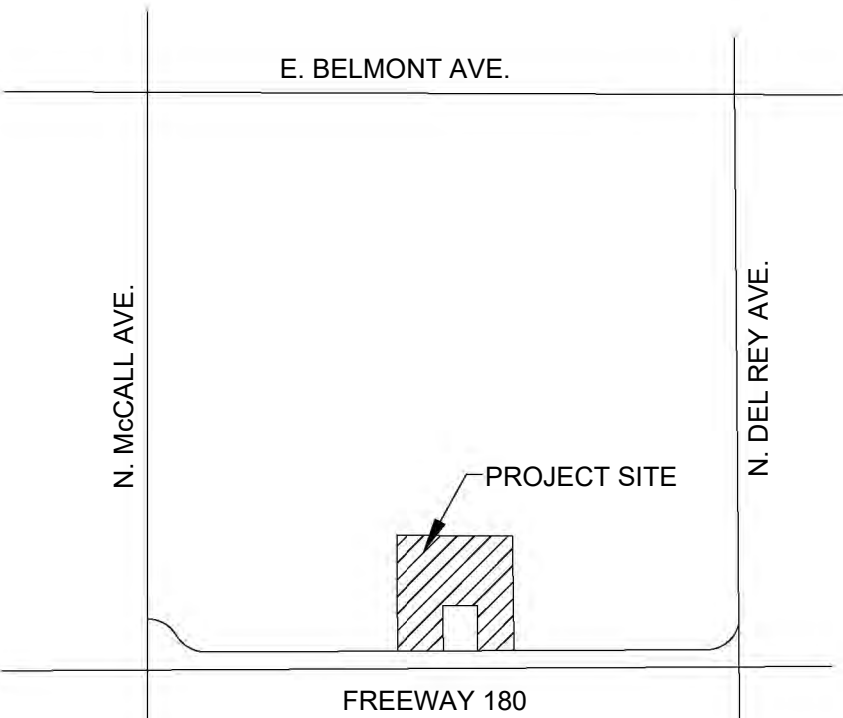 E. BELMONT AVE.
N. McCALL AVE.
N. DEL REY AVE.
PROJECT SITE
FREEWAY 180